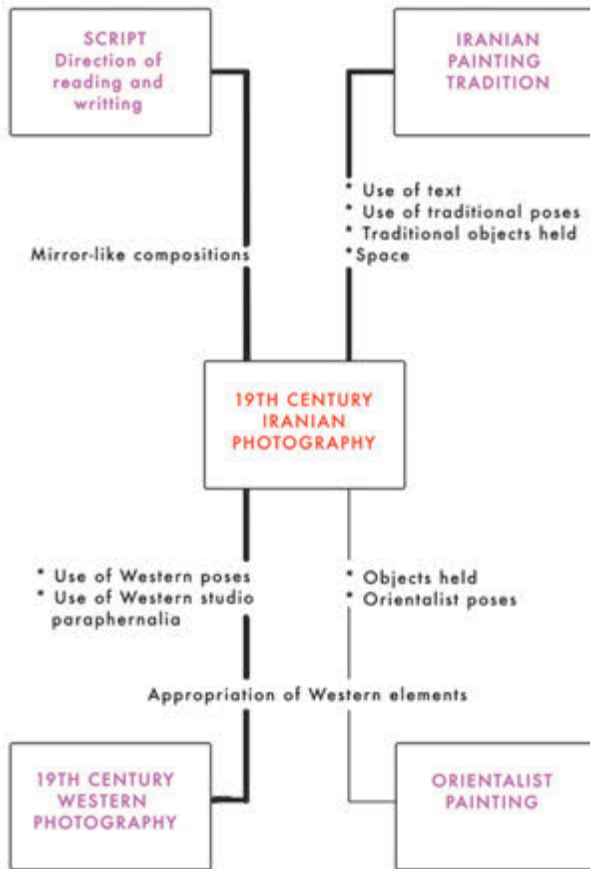 SCRIPT
Direction of
reading and
writting
IRANIAN
PAINTING
TRADITION
Mirror-like compositions
* Use of text
* Use of traditional poses
* Traditional objects held
*Space
19TH CENTURY
IRANIAN
PHOTOGRAPHY
* Use of Western poses
* Use of Western studio
paraphernalia
* Objects held
* Orientalist poses
Appropriation of Western elements
19TH CENTURY
WESTERN
PHOTOGRAPHY
ORIENTALIST
PAINTING